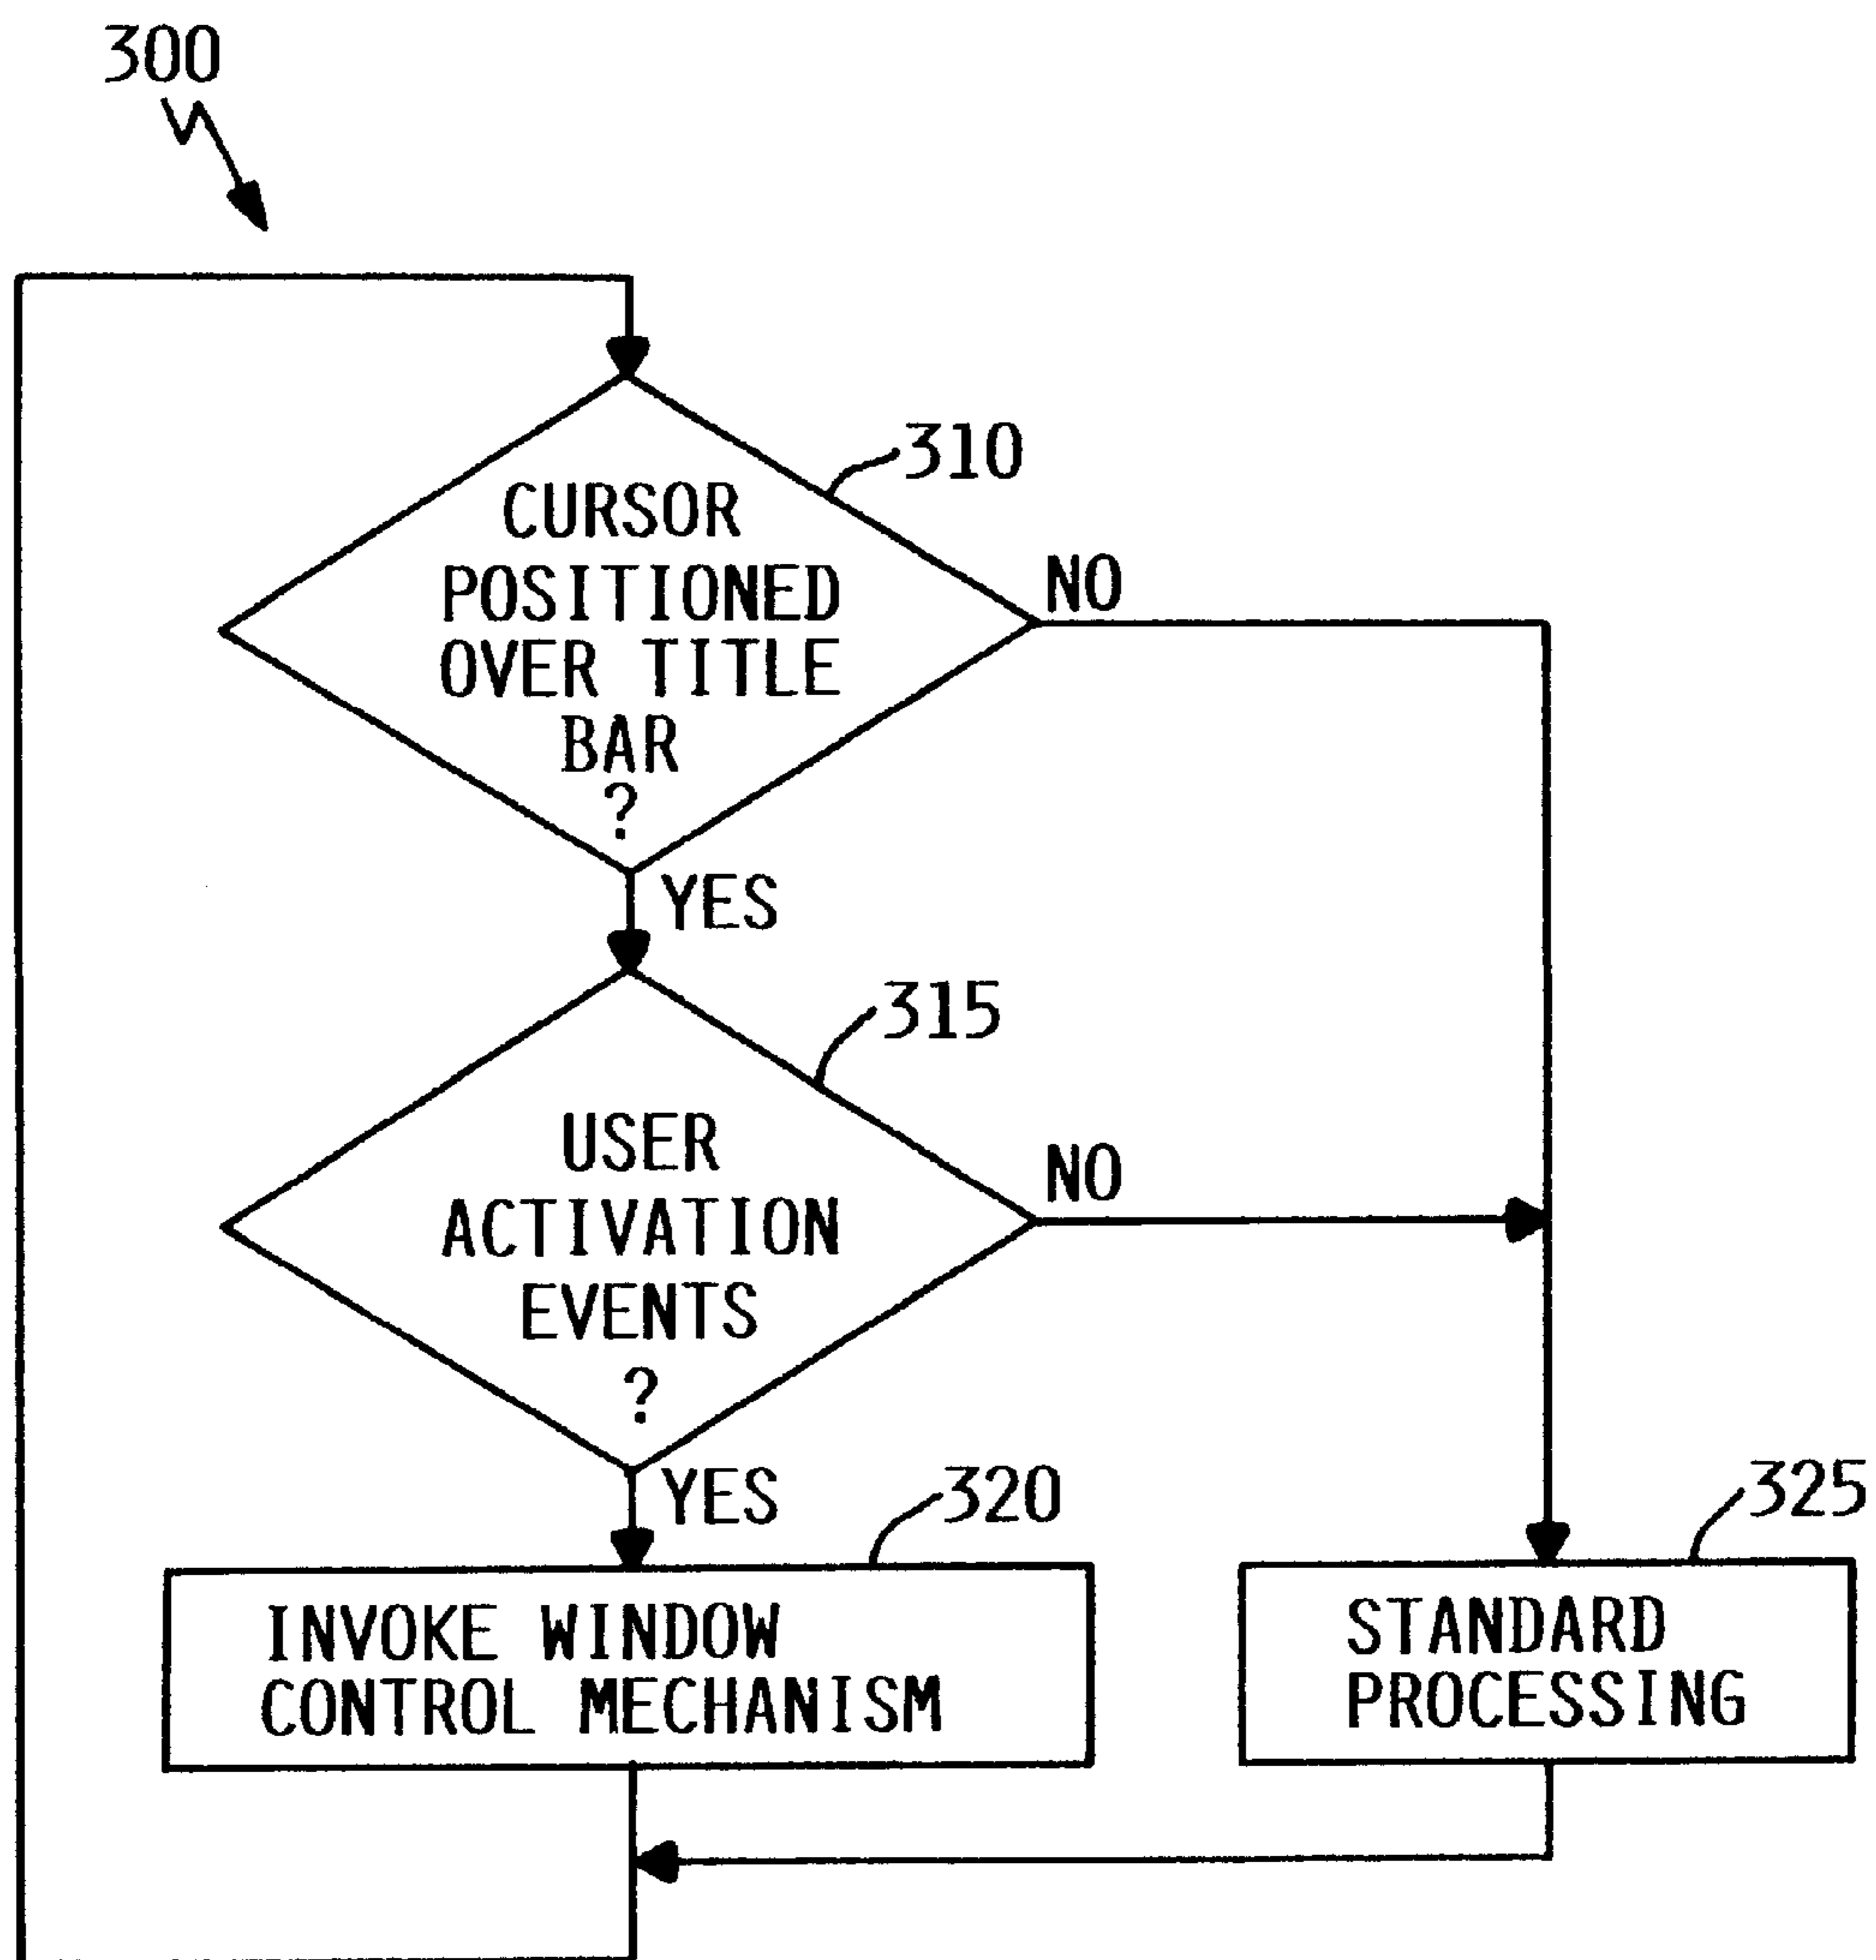 300
310
CURSOR
POSITIONED
OVER TITLE
BAR
?
NO
YES
315
USER
ACTIVATION
EVENTS
?
NO
YES
320
325
INVOKE WINDOW
CONTROL MECHANISM
STANDARD
PROCESSING